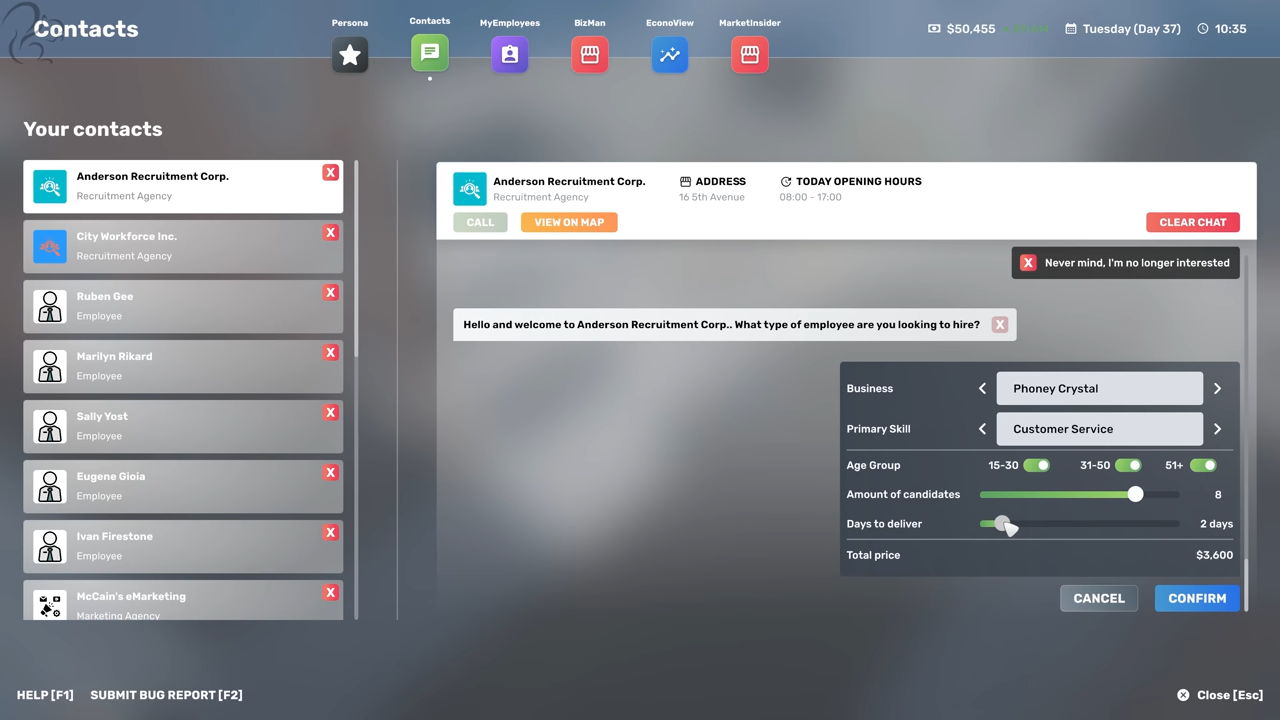 Contacts
Persona
Contacts
MyEmployees
BizMan
EconoView
MarketInsider
$50,455
Tuesday (Day 37)
10:35
Your contacts
Anderson Recruitment Corp.
Recruitment Agency
X
City Workforce Inc.
Recruitment Agency
X
Ruben Gee
Employee
X
Marilyn Rikard
Employee
X
Sally Yost
Employee
X
Eugene Gioia
Employee
X
Ivan Firestone
Employee
X
McCain's eMarketing
Marketing Agency
X
Anderson Recruitment Corp.
Recruitment Agency
ADDRESS
16 5th Avenue
TODAY OPENING HOURS
08:00 - 17:00
CALL
VIEW ON MAP
CLEAR CHAT
X Never mind, I'm no longer interested
Hello and welcome to Anderson Recruitment Corp.. What type of employee are you looking to hire? X
Business < Phoney Crystal >
Primary Skill < Customer Service >
Age Group 15-30 31-50 51+
Amount of candidates 8
Days to deliver 2 days
Total price $3,600
CANCEL CONFIRM
HELP [F1] SUBMIT BUG REPORT [F2]
Close [Esc]